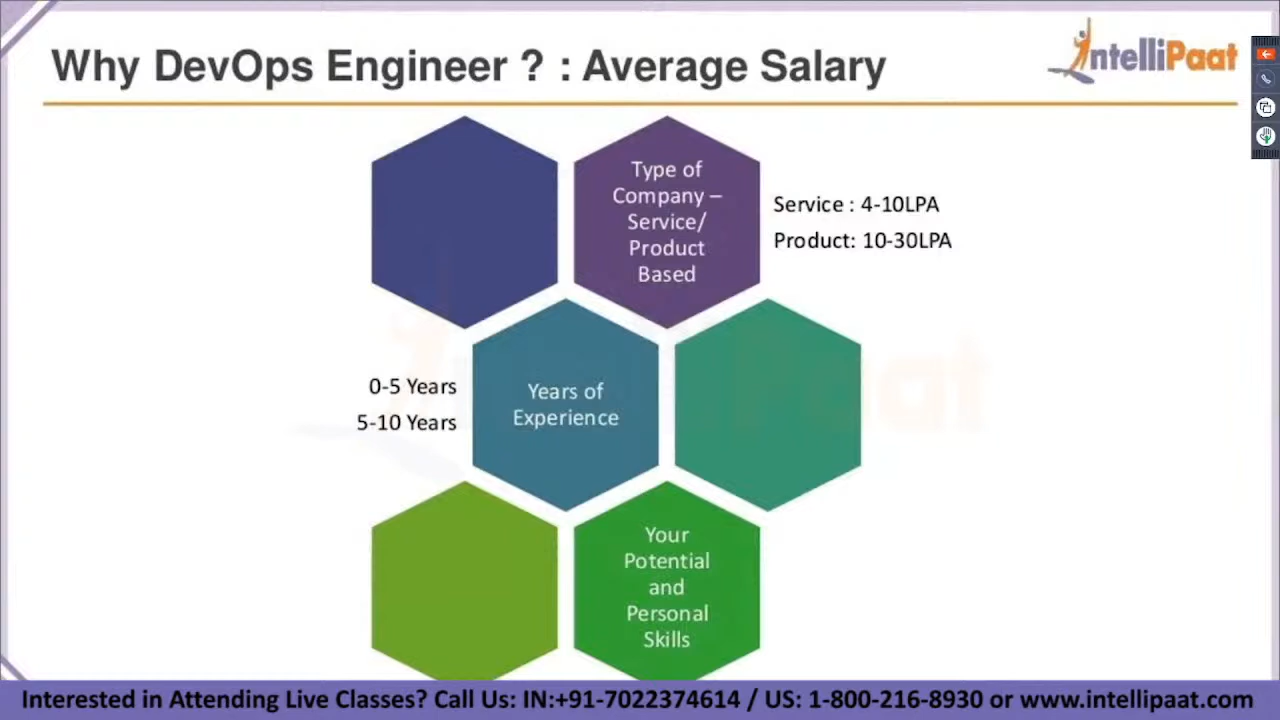 Why DevOps Engineer ? : Average Salary
IntelliPaat
Type of
Company –
Service/
Product
Based
Service : 4-10LPA
Product: 10-30LPA
0-5 Years
5-10 Years
Years of
Experience
Your
Potential
and
Personal
Skills
Interested in Attending Live Classes? Call Us: IN:+91-7022374614 / US: 1-800-216-8930 or www.intellipaat.com